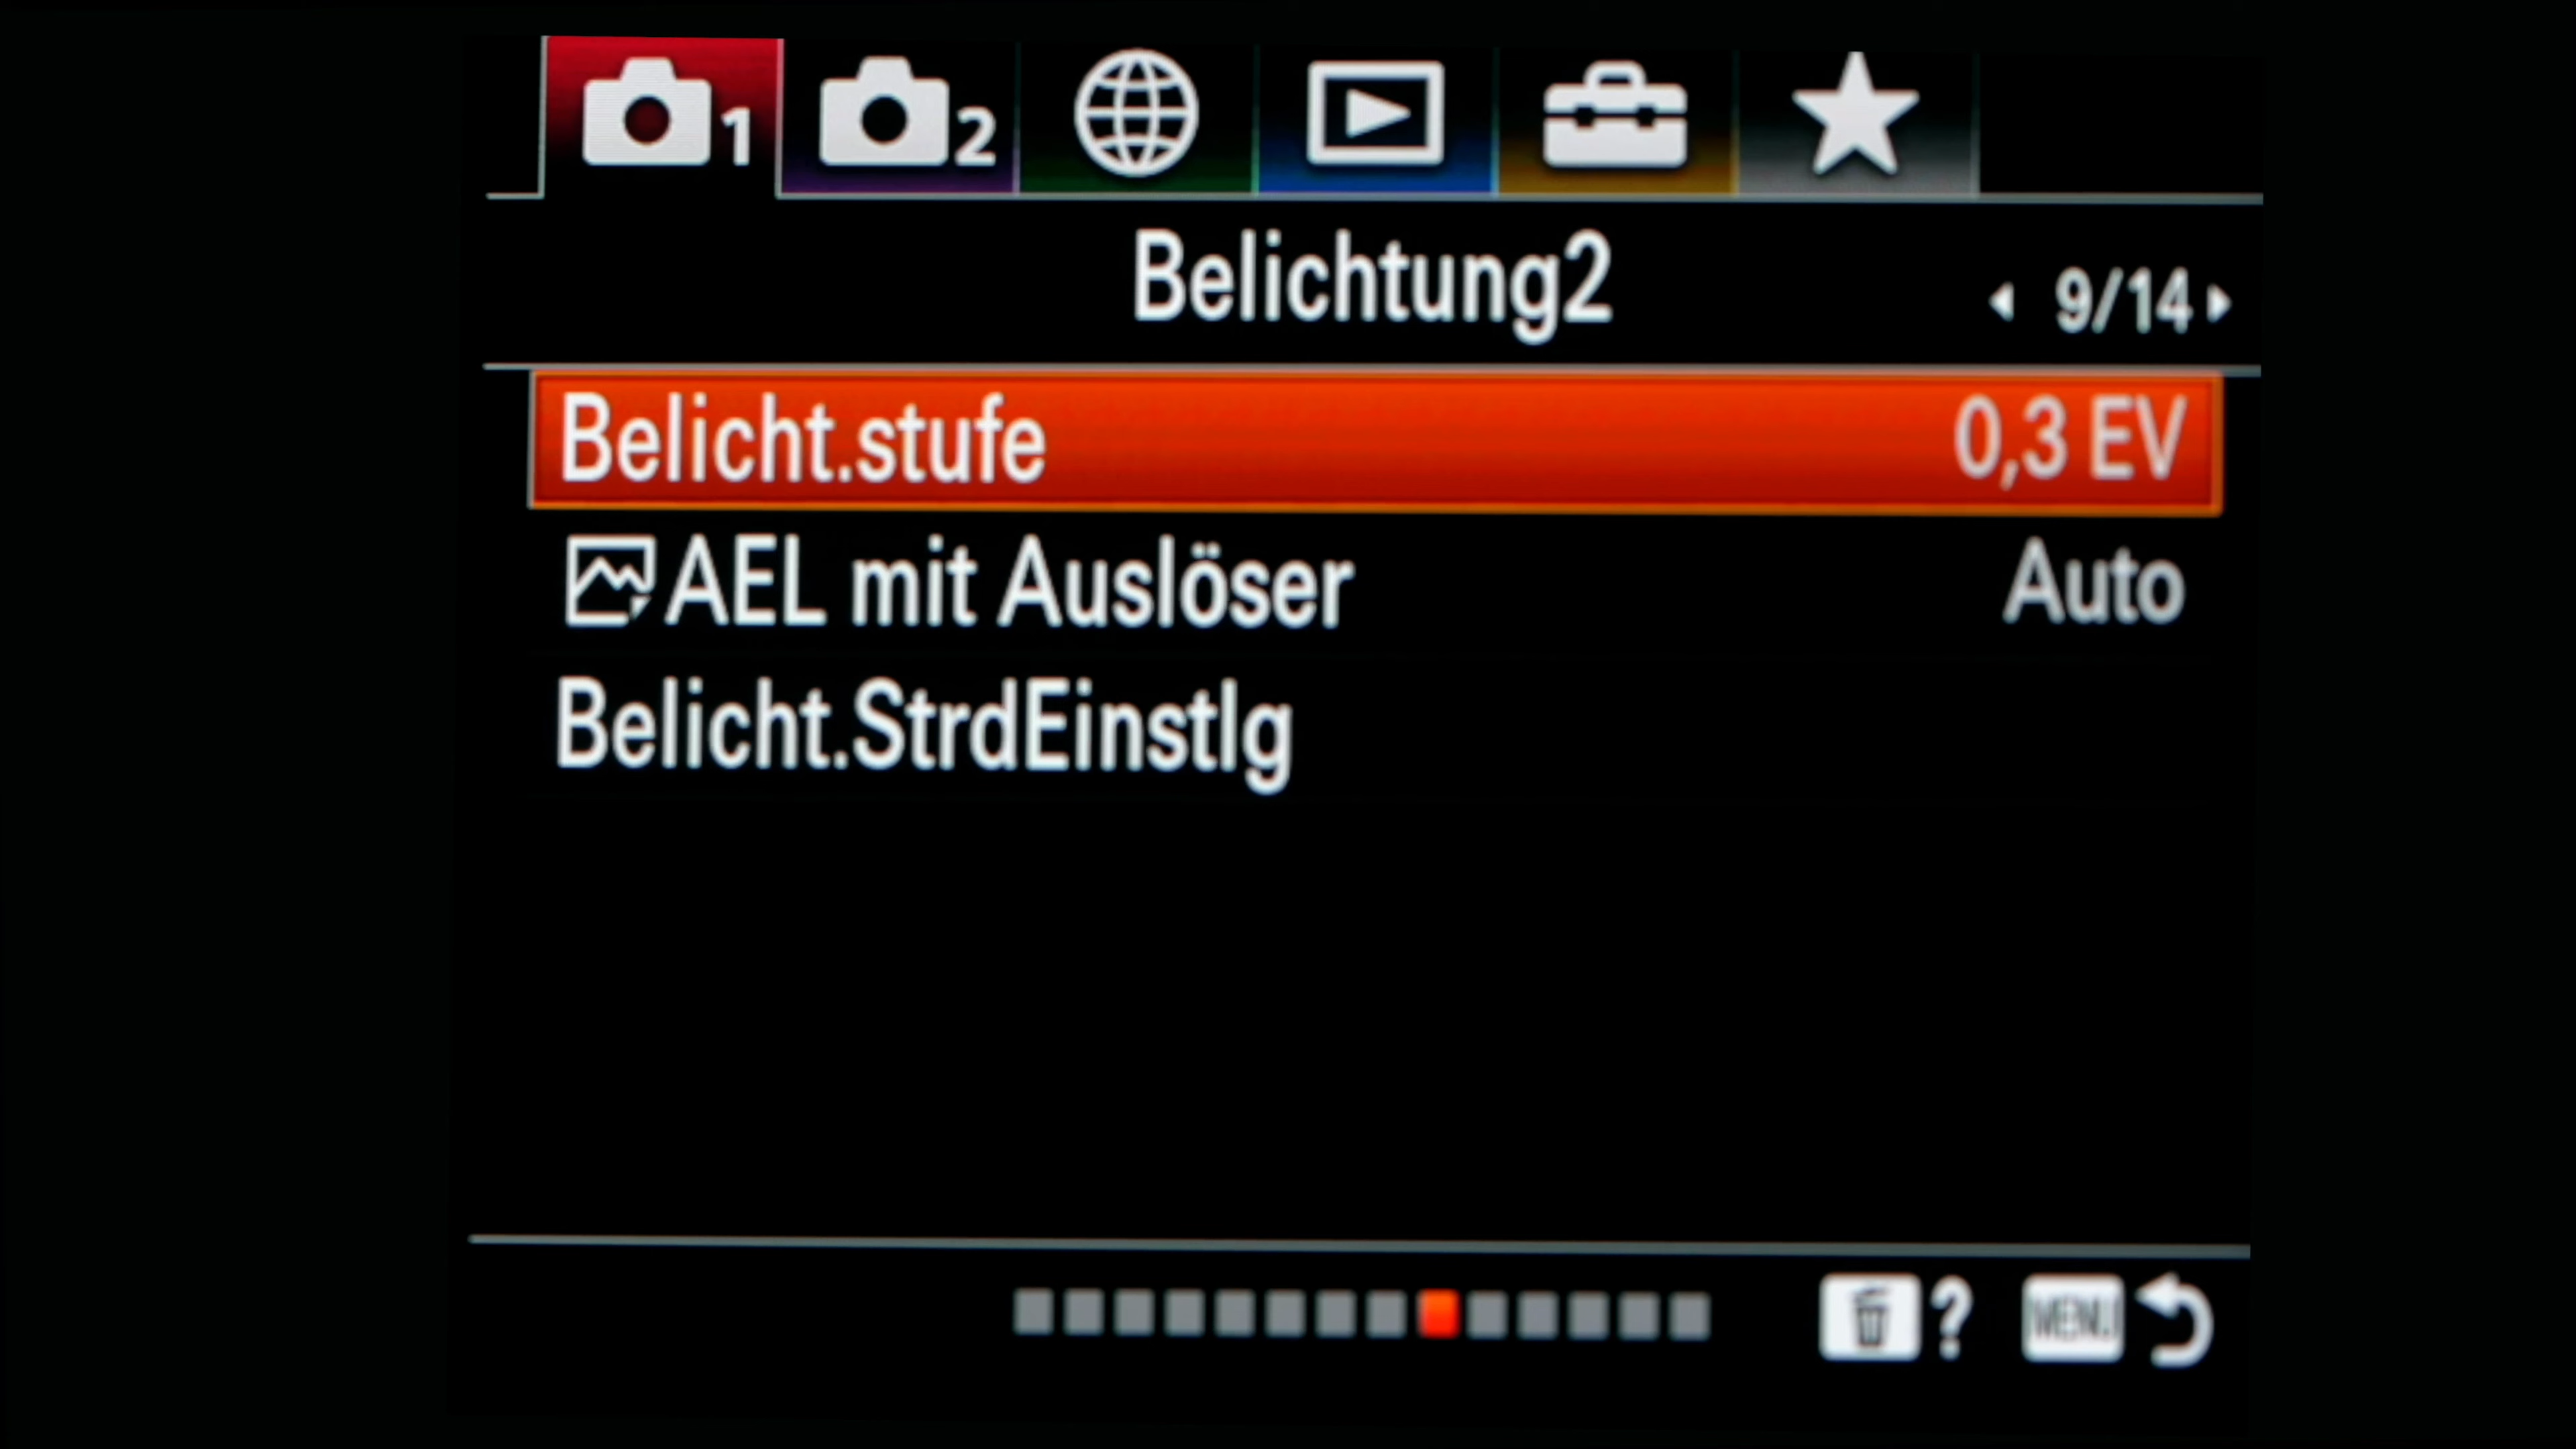 1 2
Belichtung2
9/14
Belicht.stufe 0,3 EV
AEL mit Auslöser Auto
Belicht.StrdEinstlg
? MENU